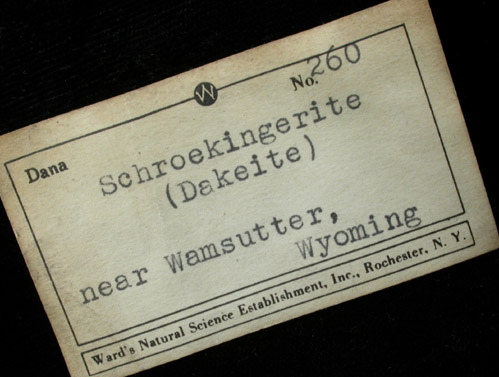 W
No. 260
Dana
Schroekingerite
(Dakeite)
near Wamsutter,
Wyoming
Ward's Natural Science Establishment, Inc., Rochester, N. Y.